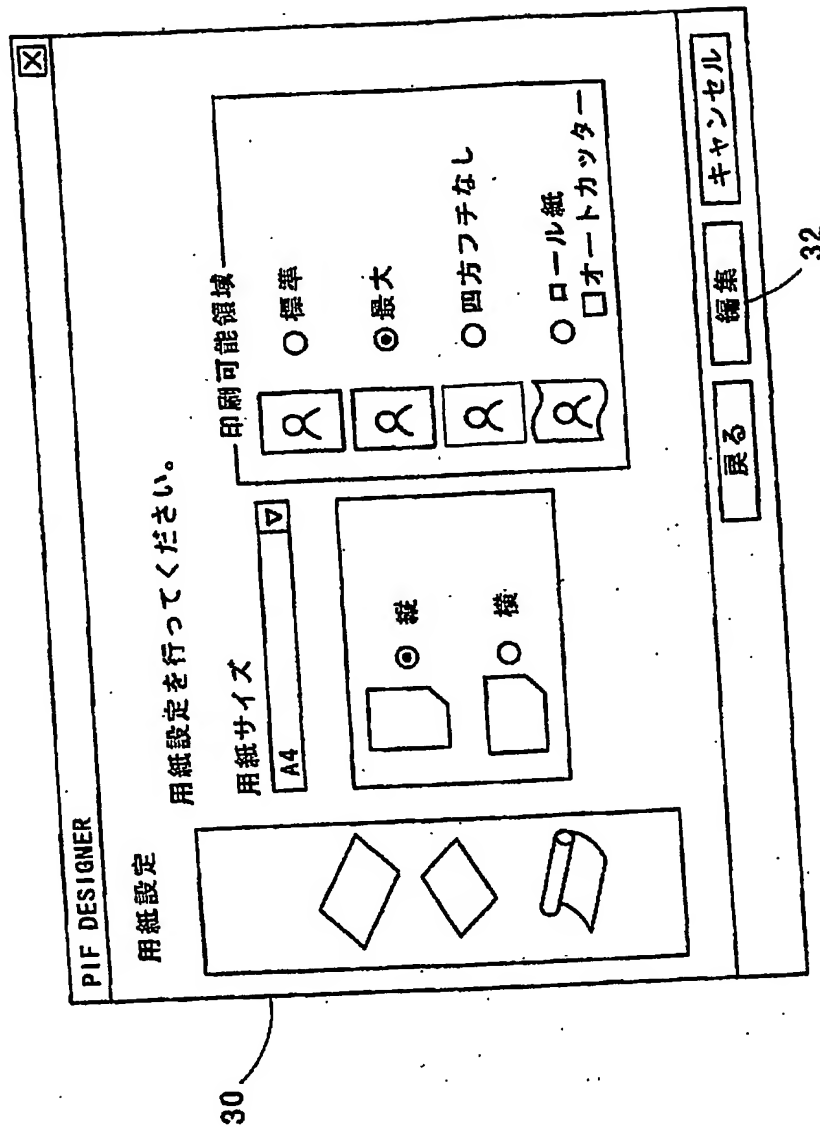 PIF DESIGNER
用紙設定
用紙設定を行ってください。
用紙サイズ
A4
縦
横
印刷可能領域
標準
最大
四方フチなし
ロール紙
オートカッター
戻る
編集
キャンセル
30
32